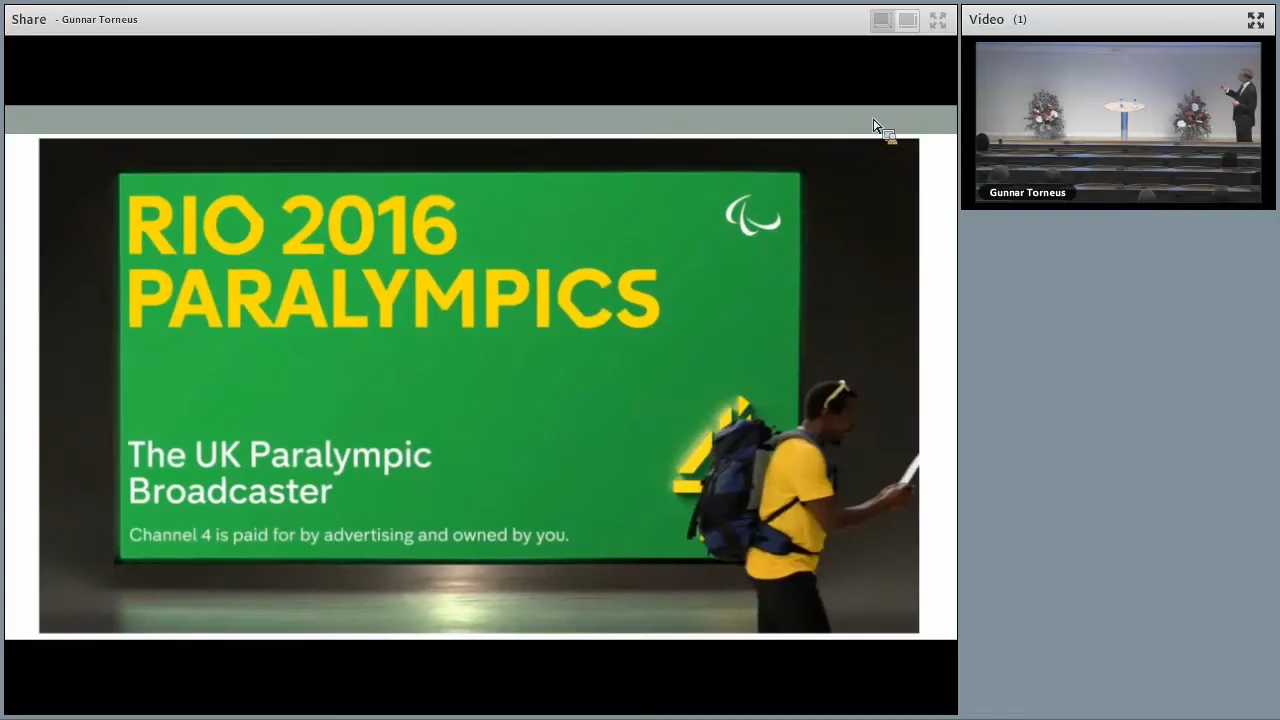 Share - Gunnar Torneus
Video (1)
Gunnar Torneus
RIO 2016
PARALYMPICS
4
The UK Paralympic
Broadcaster
Channel 4 is paid for by advertising and owned by you.